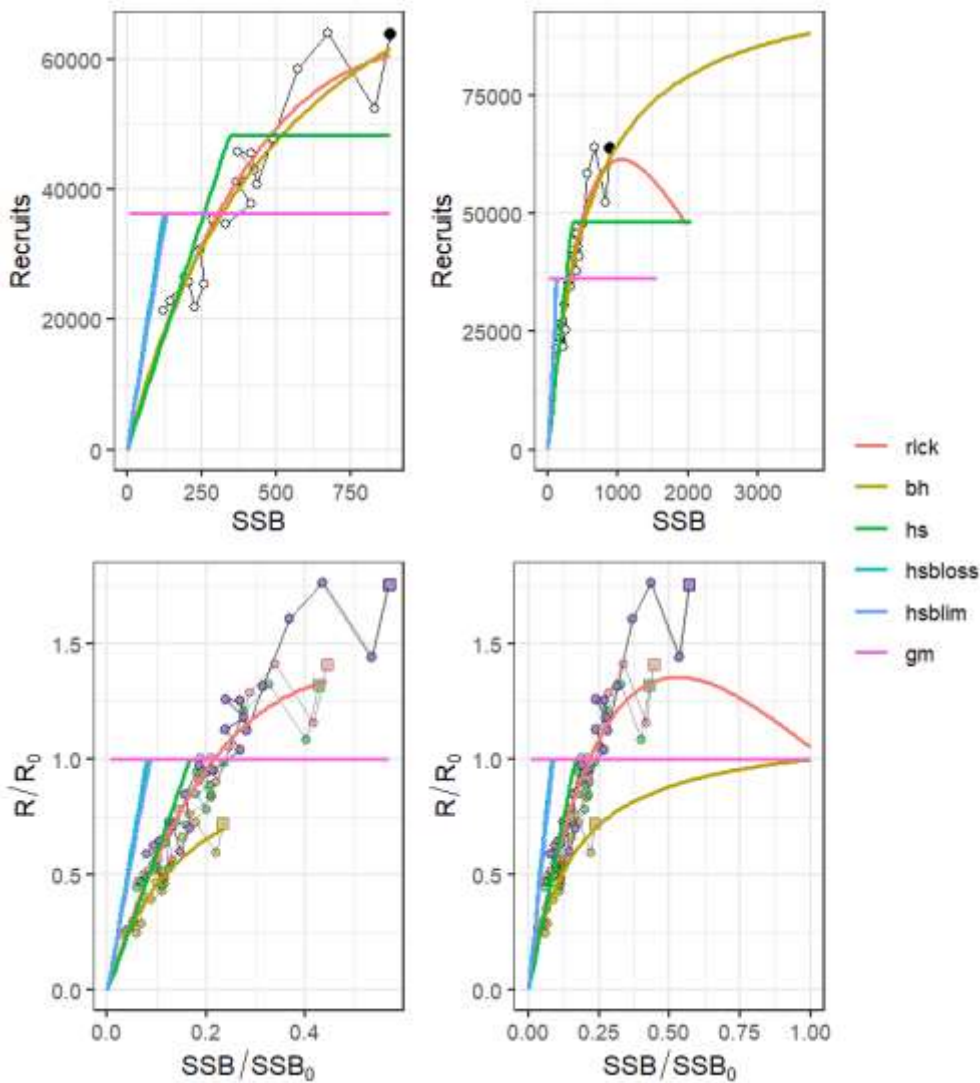 Recruits
60000
40000
20000
0
0 250 500 750
SSB
Recruits
75000
50000
25000
0
0 1000 2000 3000
SSB
rick
bh
hs
hsbloss
hsblim
gm
R/R₀
1.5
1.0
0.5
0.0
0.0 0.2 0.4
SSB/SSB₀
R/R₀
1.5
1.0
0.5
0.0
0.00 0.25 0.50 0.75 1.00
SSB/SSB₀